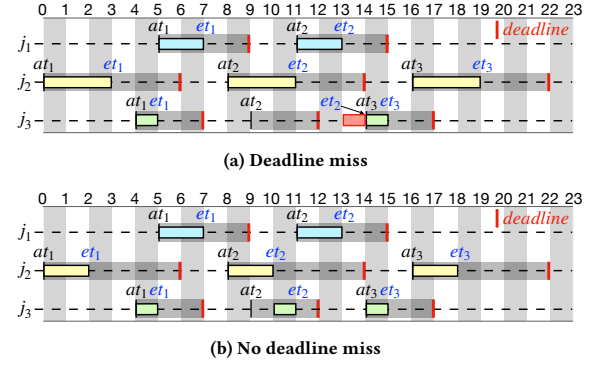 0 1 2 3 4 5 6 7 8 9 10 11 12 13 14 15 16 17 18 19 20 21 22 23
at1 et1 at2 et2 deadline
j1
at1 et1 at2 et2 at3 et3
j2
at1 et1 at2 et2 at3 et3
j3
(a) Deadline miss
0 1 2 3 4 5 6 7 8 9 10 11 12 13 14 15 16 17 18 19 20 21 22 23
at1 et1 at2 et2 deadline
j1
at1 et1 at2 et2 at3 et3
j2
at1 et1 at2 et2 at3 et3
j3
(b) No deadline miss